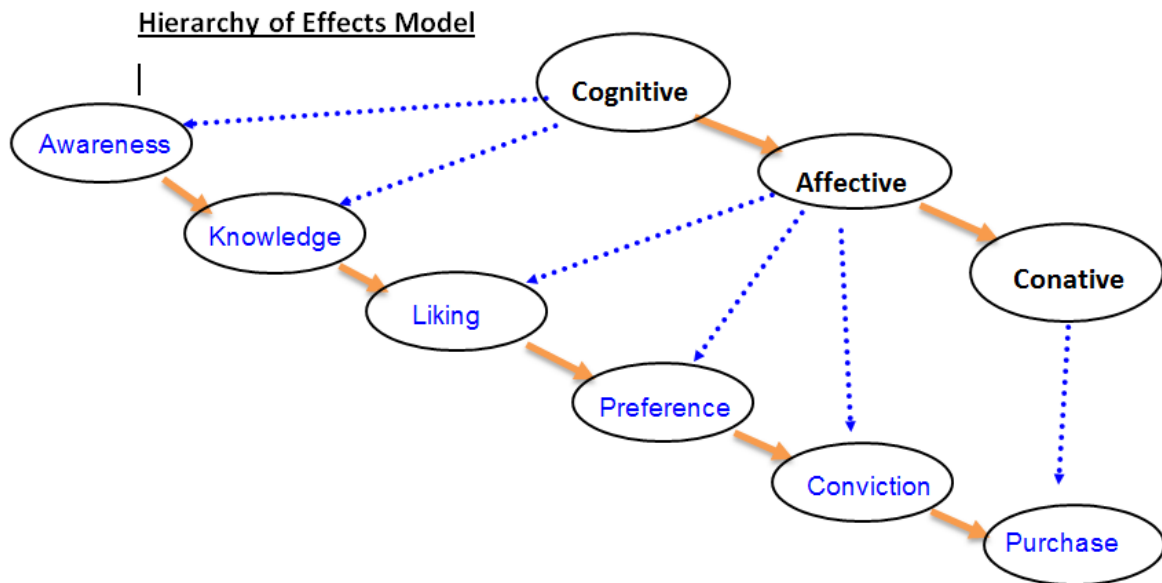 Hierarchy of Effects Model
Cognitive
Awareness
Affective
Knowledge
Conative
Liking
Preference
Conviction
Purchase